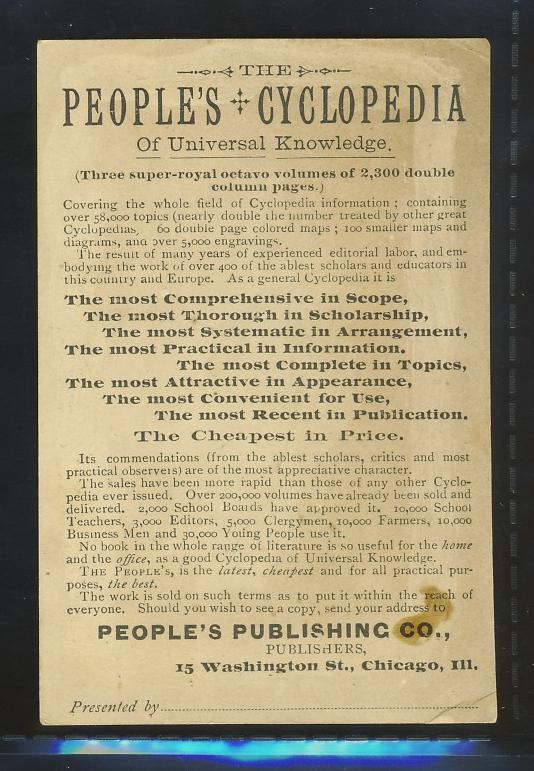 THE
PEOPLE'S CYCLOPEDIA
Of Universal Knowledge.
(Three super-royal octavo volumes of 2,300 double
column pages.)
Covering the whole field of Cyclopedia information; containing
over 58,000 topics (nearly double the number treated by other great
Cyclopedias, 60 double page colored maps; 100 smaller maps and
diagrams, and over 5,000 engravings.
The result of many years of experienced editorial labor, and em-
bodying the work of over 400 of the ablest scholars and educators in
this country and Europe. As a general Cyclopedia it is
The most Comprehensive in Scope,
The most Thorough in Scholarship,
The most Systematic in Arrangement,
The most Practical in Information.
The most Complete in Topics,
The most Attractive in Appearance,
The most Convenient for Use,
The most Recent in Publication.
The Cheapest in Price.
Its commendations (from the ablest scholars, critics and most
practical observers) are of the most appreciative character.
The sales have been more rapid than those of any other Cyclo-
pedia ever issued. Over 200,000 volumes have already been sold and
delivered. 2,000 School Boards have approved it. 10,000 School
Teachers, 3,000 Editors, 5,000 Clergymen, 10,000 Farmers, 10,000
Business Men and 30,000 Young People use it.
No book in the whole range of literature is so useful for the home
and the office, as a good Cyclopedia of Universal Knowledge.
THE PEOPLE'S, is the latest, cheapest and for all practical pur-
poses, the best.
The work is sold on such terms as to put it within the reach of
everyone. Should you wish to see a copy, send your address to
PEOPLE'S PUBLISHING CO.,
PUBLISHERS,
15 Washington St., Chicago, Ill.
Presented by